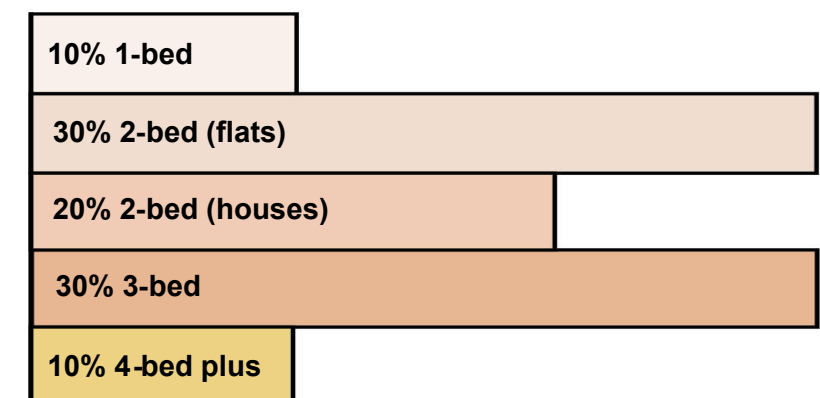 10% 1-bed
30% 2-bed (flats)
20% 2-bed (houses)
30% 3-bed
10% 4-bed plus